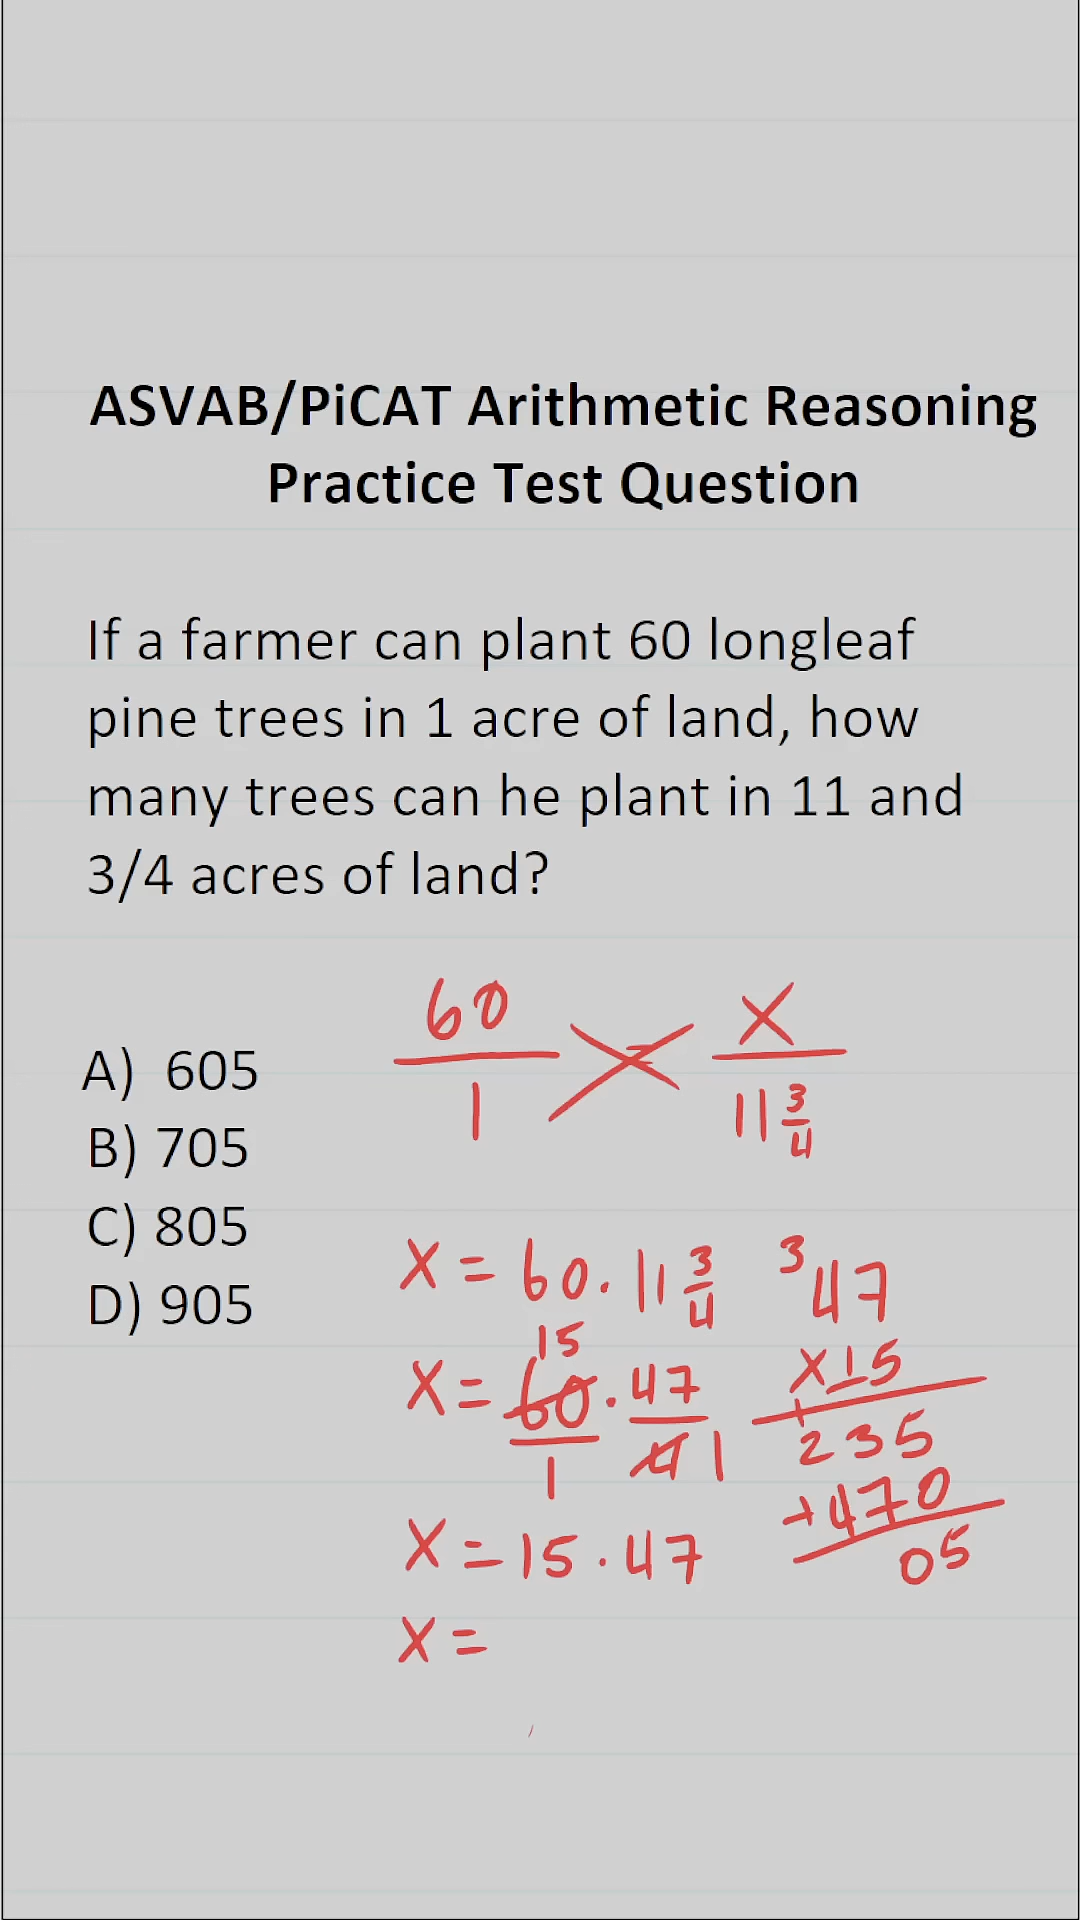 ASVAB/PiCAT Arithmetic Reasoning
Practice Test Question
If a farmer can plant 60 longleaf
pine trees in 1 acre of land, how
many trees can he plant in 11 and
3/4 acres of land?
A) 605
B) 705
C) 805
D) 905
60/1 = x/11 3/4
x = 60 · 11 3/4
15
x = 60/1 · 47/4 1
x = 15 · 47
x =
3
47
x 15
1
235
+470
05